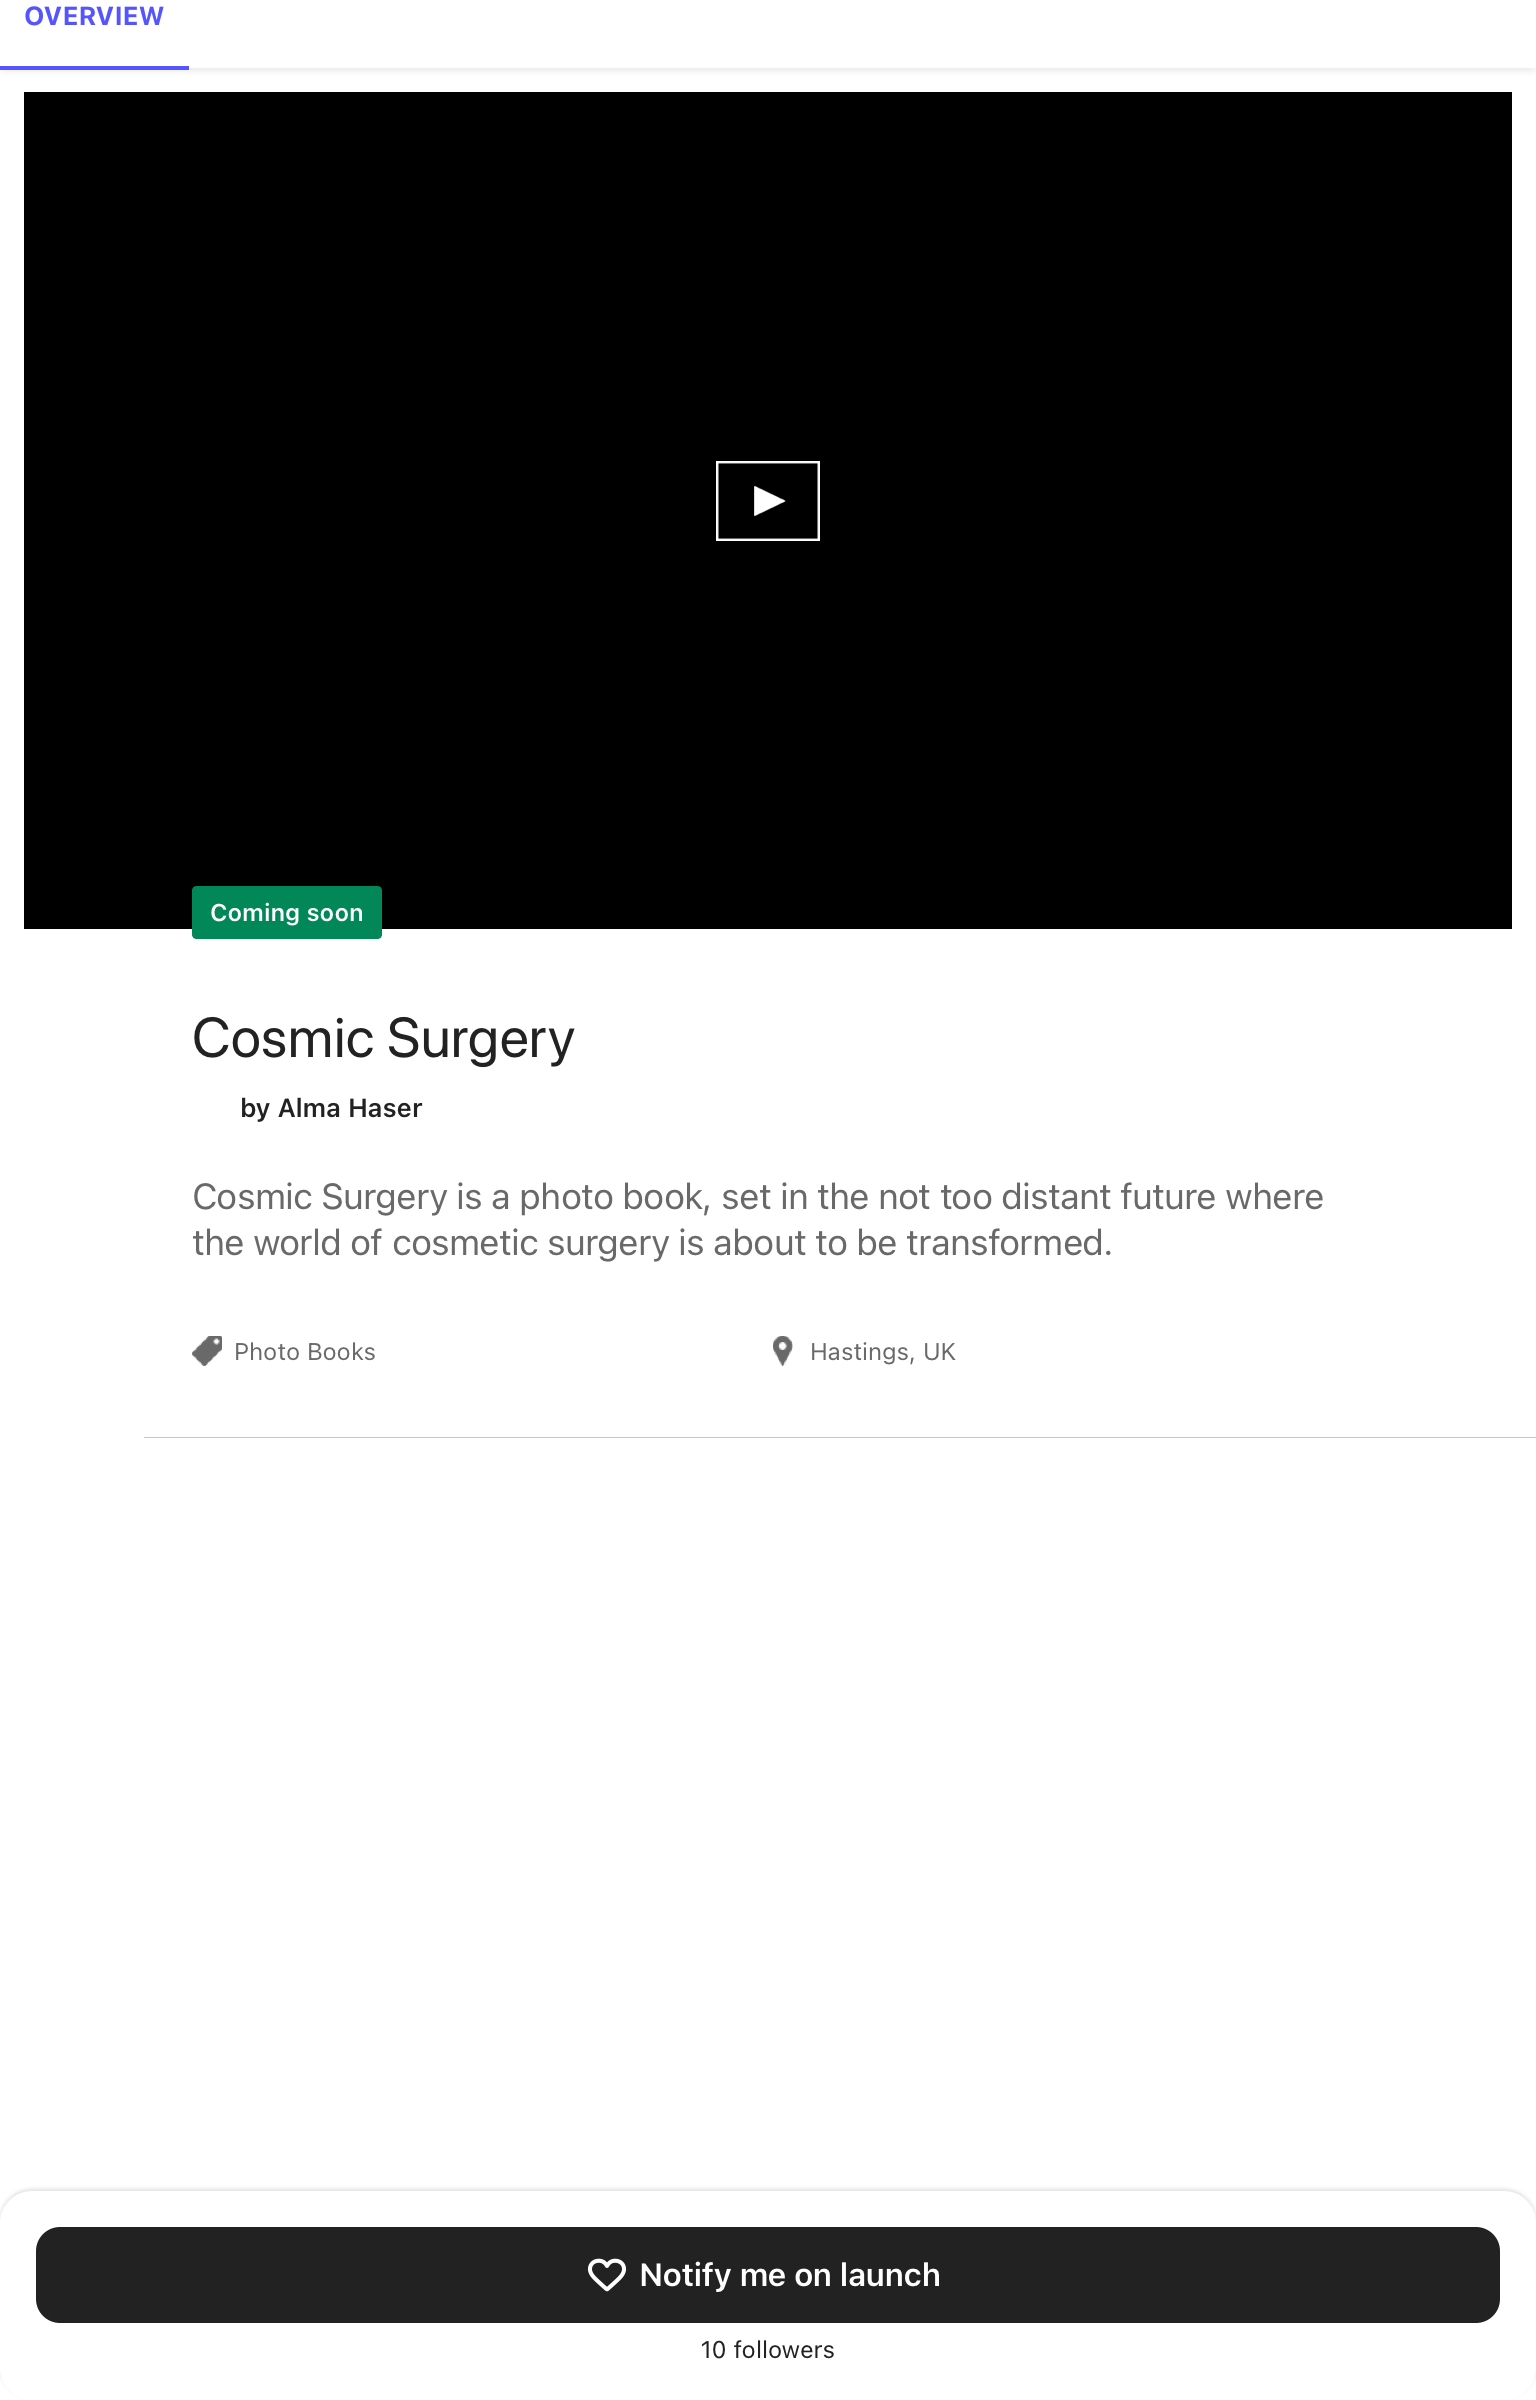 OVERVIEW
Coming soon
Cosmic Surgery
by Alma Haser
Cosmic Surgery is a photo book, set in the not too distant future where
the world of cosmetic surgery is about to be transformed.
Photo Books
Hastings, UK
Notify me on launch
10 followers